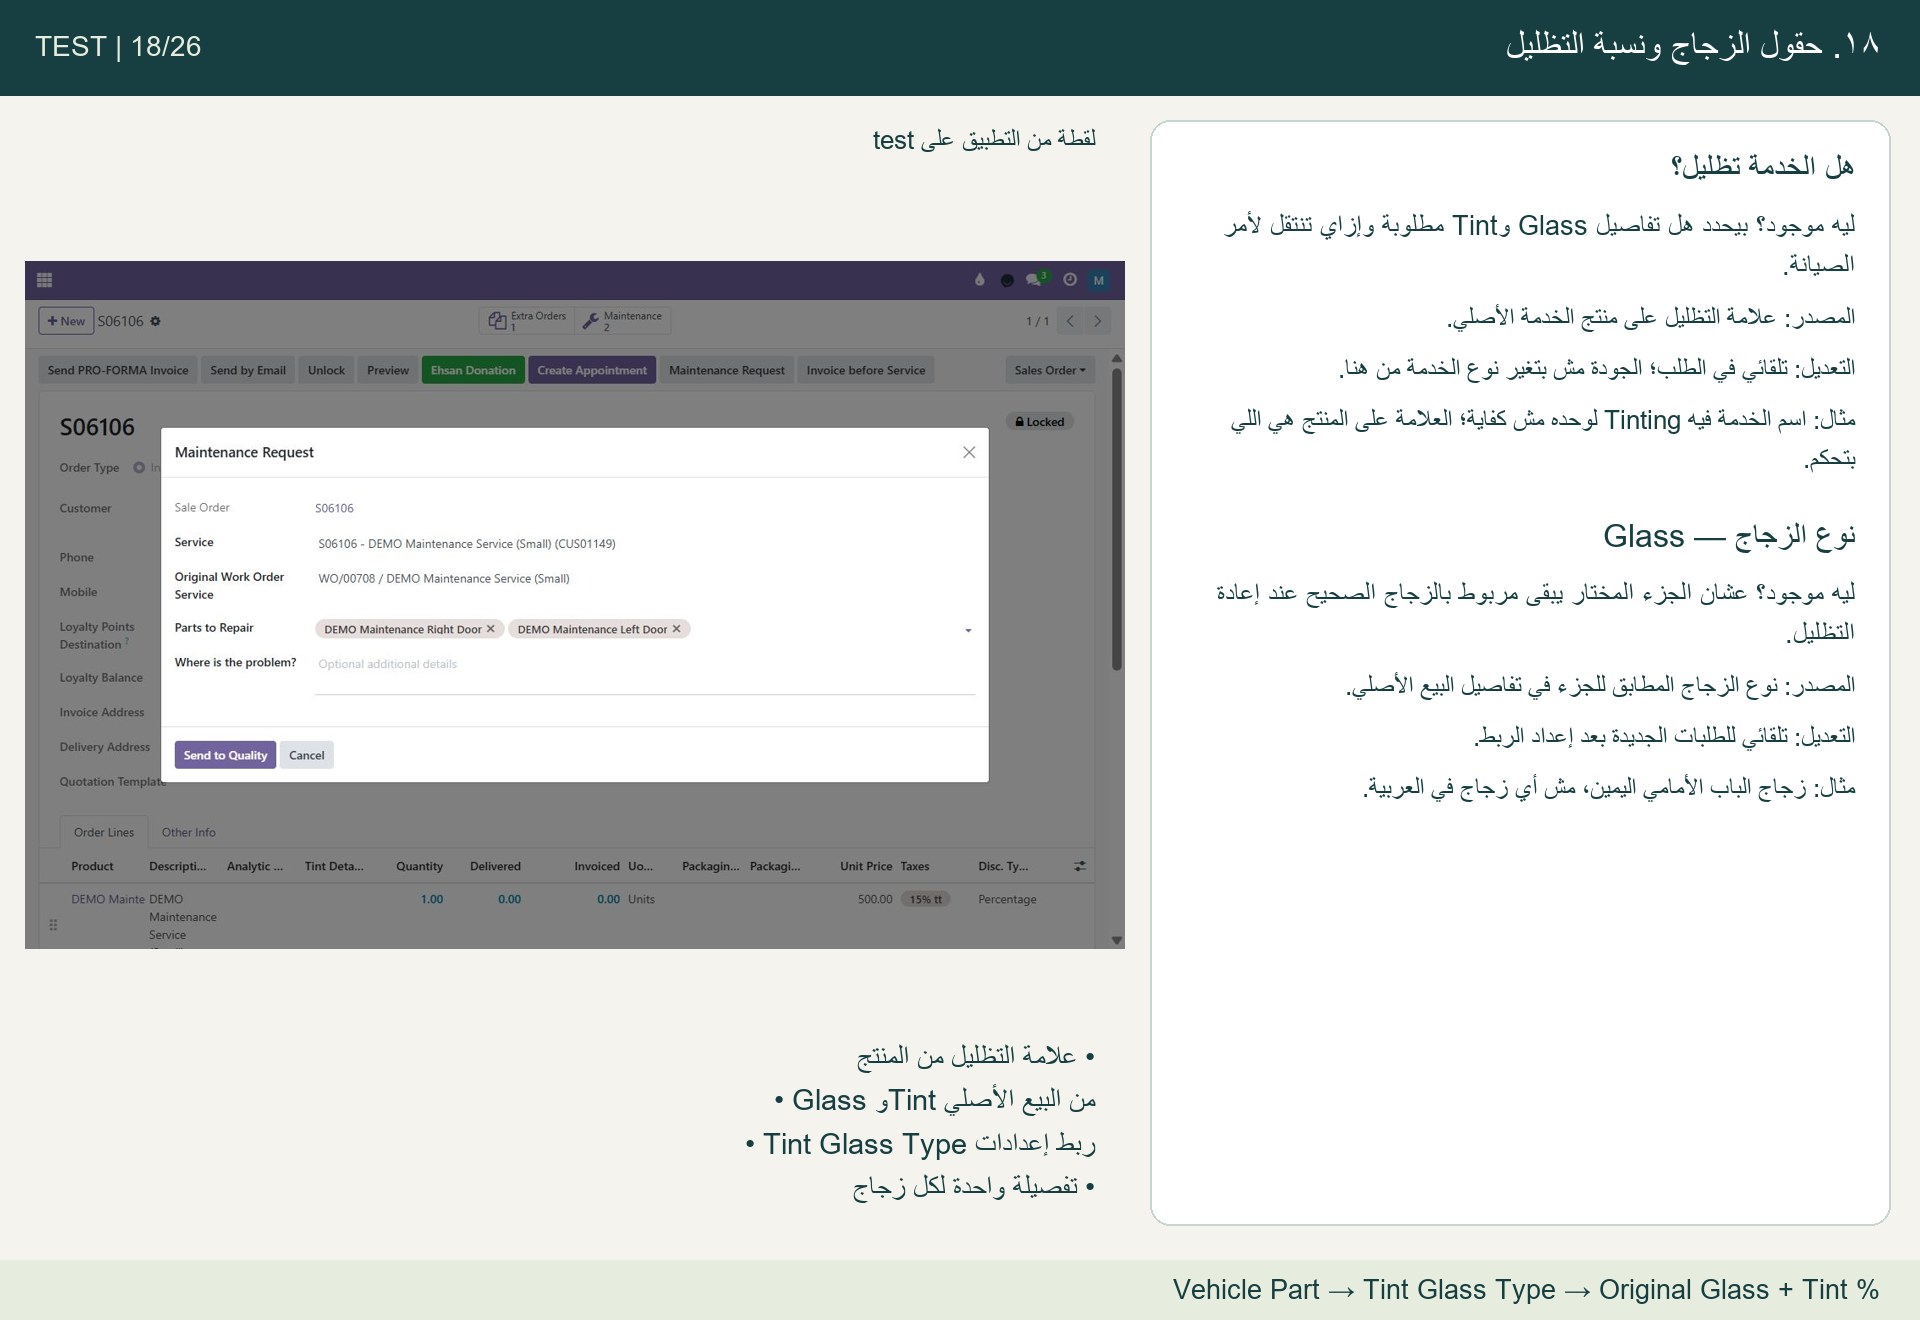 ١٨. حقول الزجاج ونسبة التظليل
TEST | 18/26
هل الخدمة تظليل؟
ليه موجود؟ بيحدد هل تفاصيل Glass وTint مطلوبة وإزاي تنتقل لأمر
الصيانة.
المصدر: علامة التظليل على منتج الخدمة الأصلي.
التعديل: تلقائي في الطلب؛ الجودة مش بتغير نوع الخدمة من هنا.
مثال: اسم الخدمة فيه Tinting لوحده مش كفاية؛ العلامة على المنتج هي اللي
بتحكم.
نوع الزجاج — Glass
ليه موجود؟ عشان الجزء المختار يبقى مربوط بالزجاج الصحيح عند إعادة
التظليل.
المصدر: نوع الزجاج المطابق للجزء في تفاصيل البيع الأصلي.
التعديل: تلقائي للطلبات الجديدة بعد إعداد الربط.
مثال: زجاج الباب الأمامي اليمين، مش أي زجاج في العربية.
لقطة من التطبيق على test
3 M
+ New S06106 Extra Orders 1 Maintenance 2 1 / 1
Send PRO-FORMA Invoice Send by Email Unlock Preview Ehsan Donation Create Appointment Maintenance Request Invoice before Service Sales Order
S06106 Locked
Order Type In
Customer
Phone
Mobile
Loyalty Points
Destination ?
Loyalty Balance
Invoice Address
Delivery Address
Quotation Template
Maintenance Request
Sale Order S06106
Service S06106 - DEMO Maintenance Service (Small) (CUS01149)
Original Work Order
Service
WO/00708 / DEMO Maintenance Service (Small)
Parts to Repair DEMO Maintenance Right Door × DEMO Maintenance Left Door ×
Where is the problem? Optional additional details
Send to Quality Cancel
Order Lines Other Info
Product Descripti... Analytic ... Tint Deta... Quantity Delivered Invoiced Uo... Packagin... Packagi... Unit Price Taxes Disc. Ty...
DEMO Mainte DEMO 1.00 0.00 0.00 Units 500.00 15% tt Percentage
Maintenance
Service
• علامة التظليل من المنتج
من البيع الأصلي Tintو Glass •
ربط إعدادات Tint Glass Type •
• تفصيلة واحدة لكل زجاج
Vehicle Part → Tint Glass Type → Original Glass + Tint %